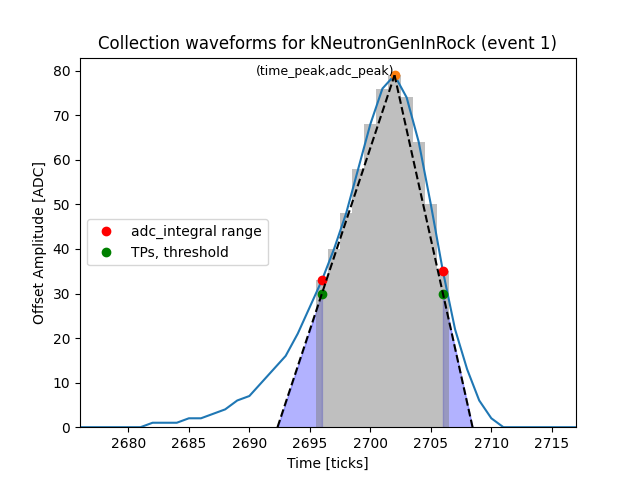 Collection waveforms for kNeutronGenInRock (event 1)
(time_peak,adc_peak)
80
70
60
50
40
30
20
10
0
Offset Amplitude [ADC]
adc_integral range
TPs, threshold
2680 2685 2690 2695 2700 2705 2710 2715
Time [ticks]